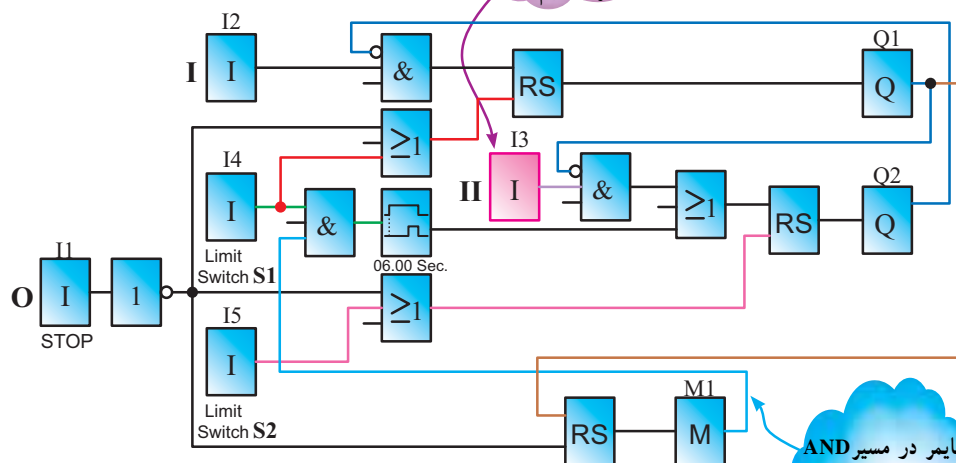 I2
I
I
&
RS
Q1
Q
≥1
I3
II
I
&
I4
I
&
≥1
RS
Q2
Q
Limit
Switch S1
06.00 Sec.
I1
O
I
1
STOP
≥1
I5
I
Limit
Switch S2
RS
M1
M
در مسیر AND